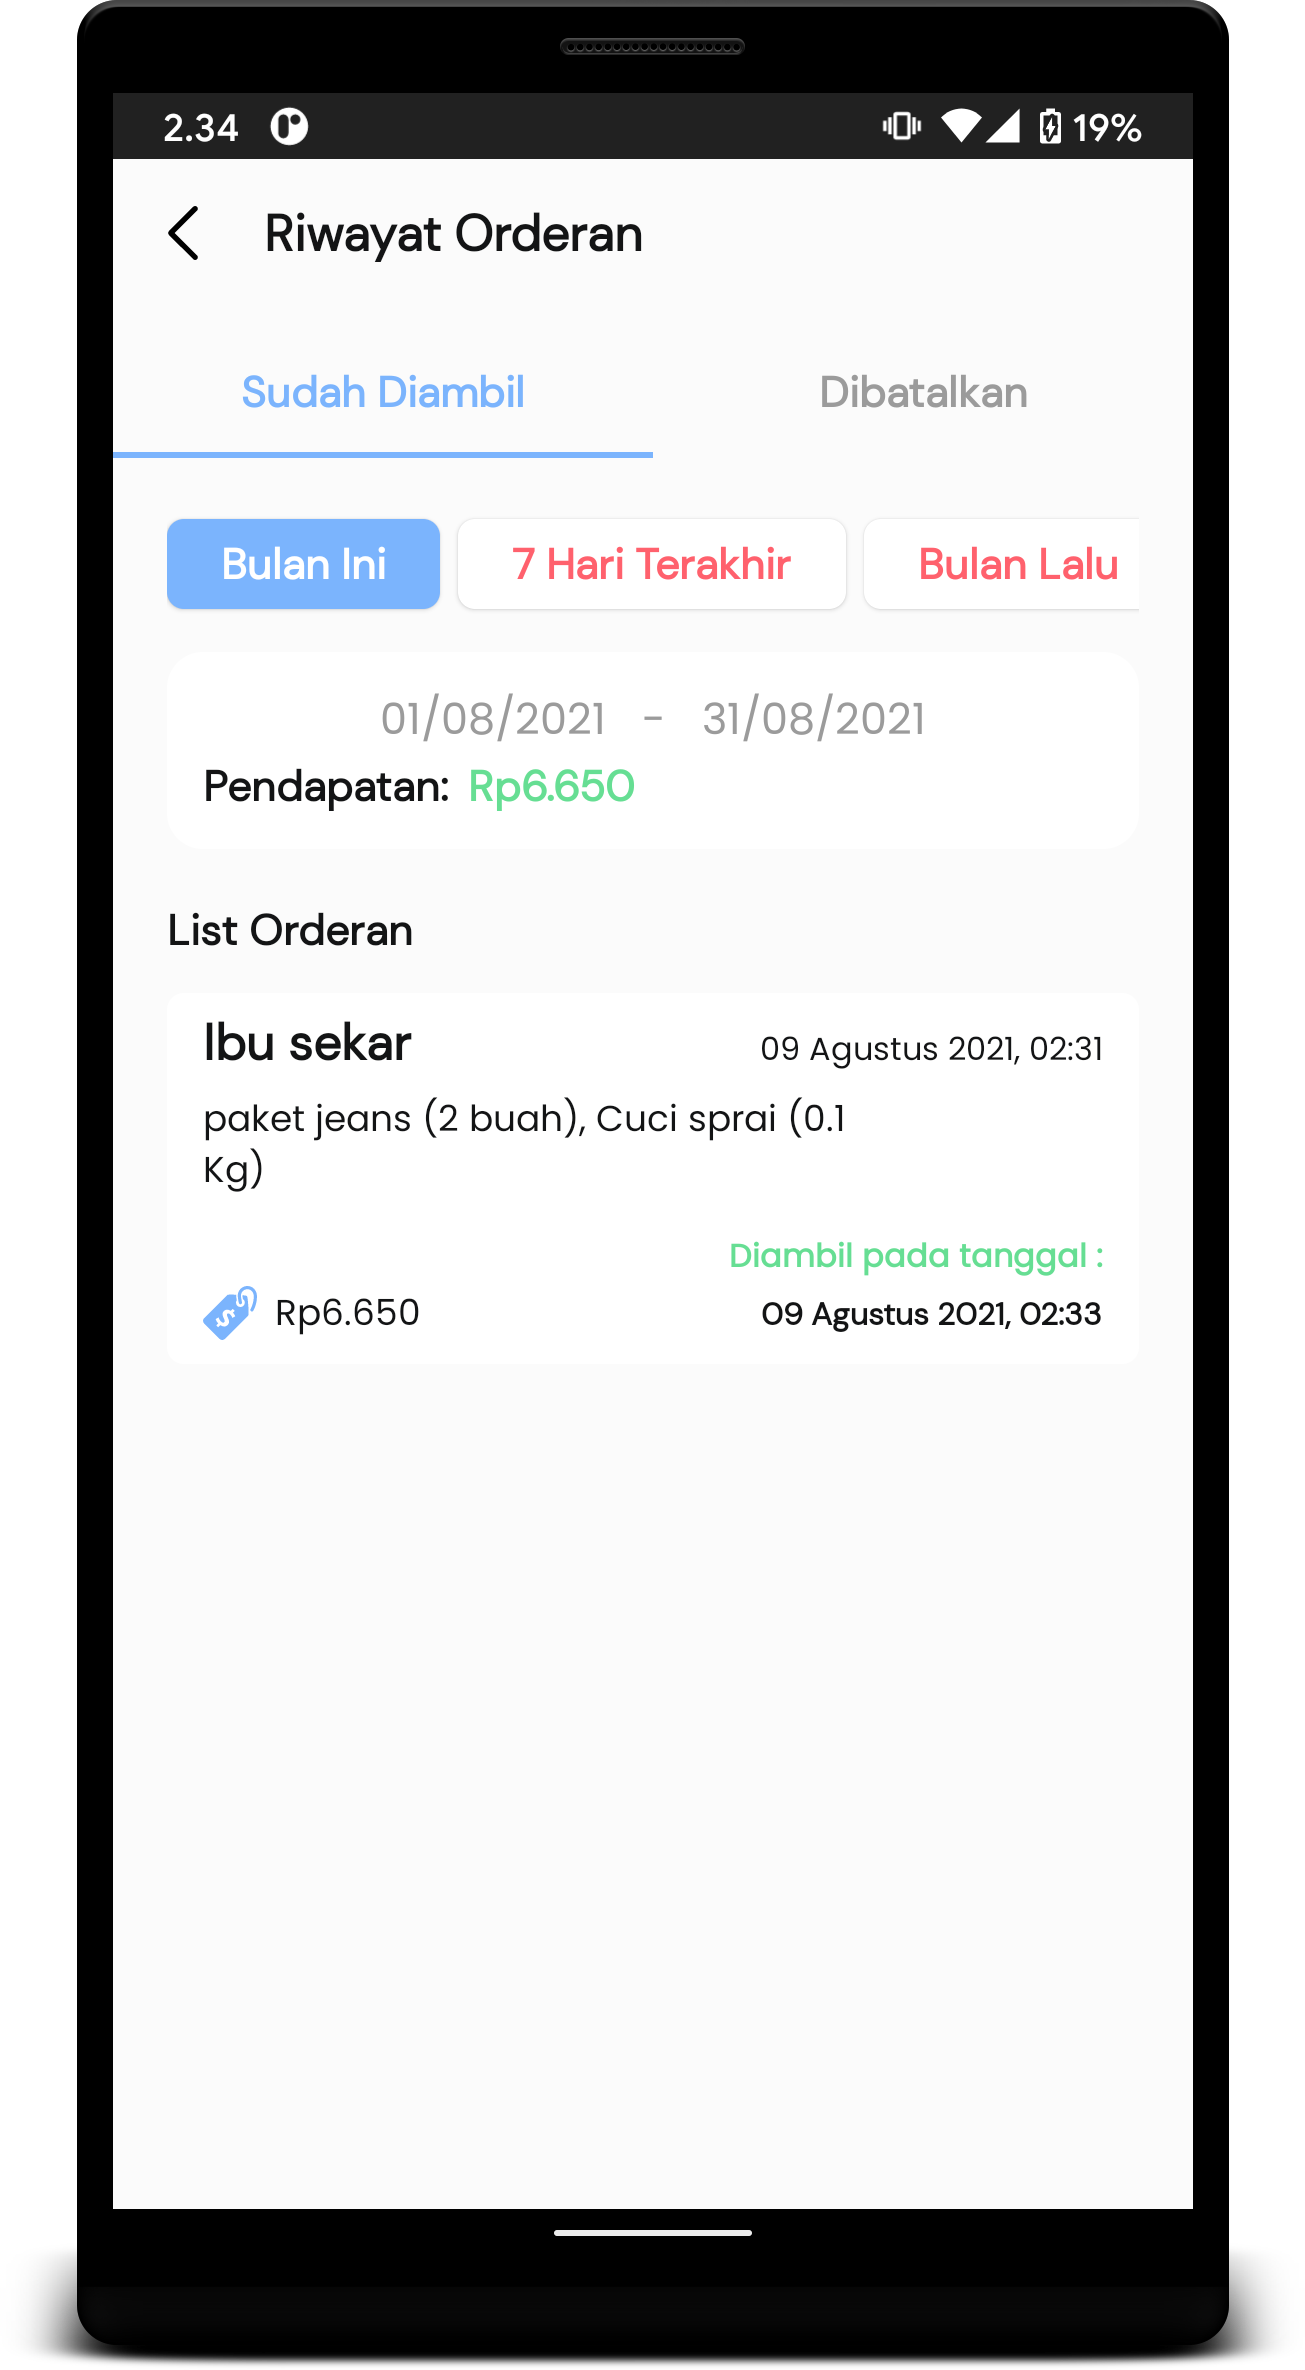 2.34 19%
Riwayat Orderan
Sudah Diambil Dibatalkan
Bulan Ini 7 Hari Terakhir Bulan Lalu
01/08/2021 - 31/08/2021
Pendapatan: Rp6.650
List Orderan
Ibu sekar 09 Agustus 2021, 02:31
paket jeans (2 buah), Cuci sprai (0.1
Kg)
Diambil pada tanggal :
Rp6.650 09 Agustus 2021, 02:33